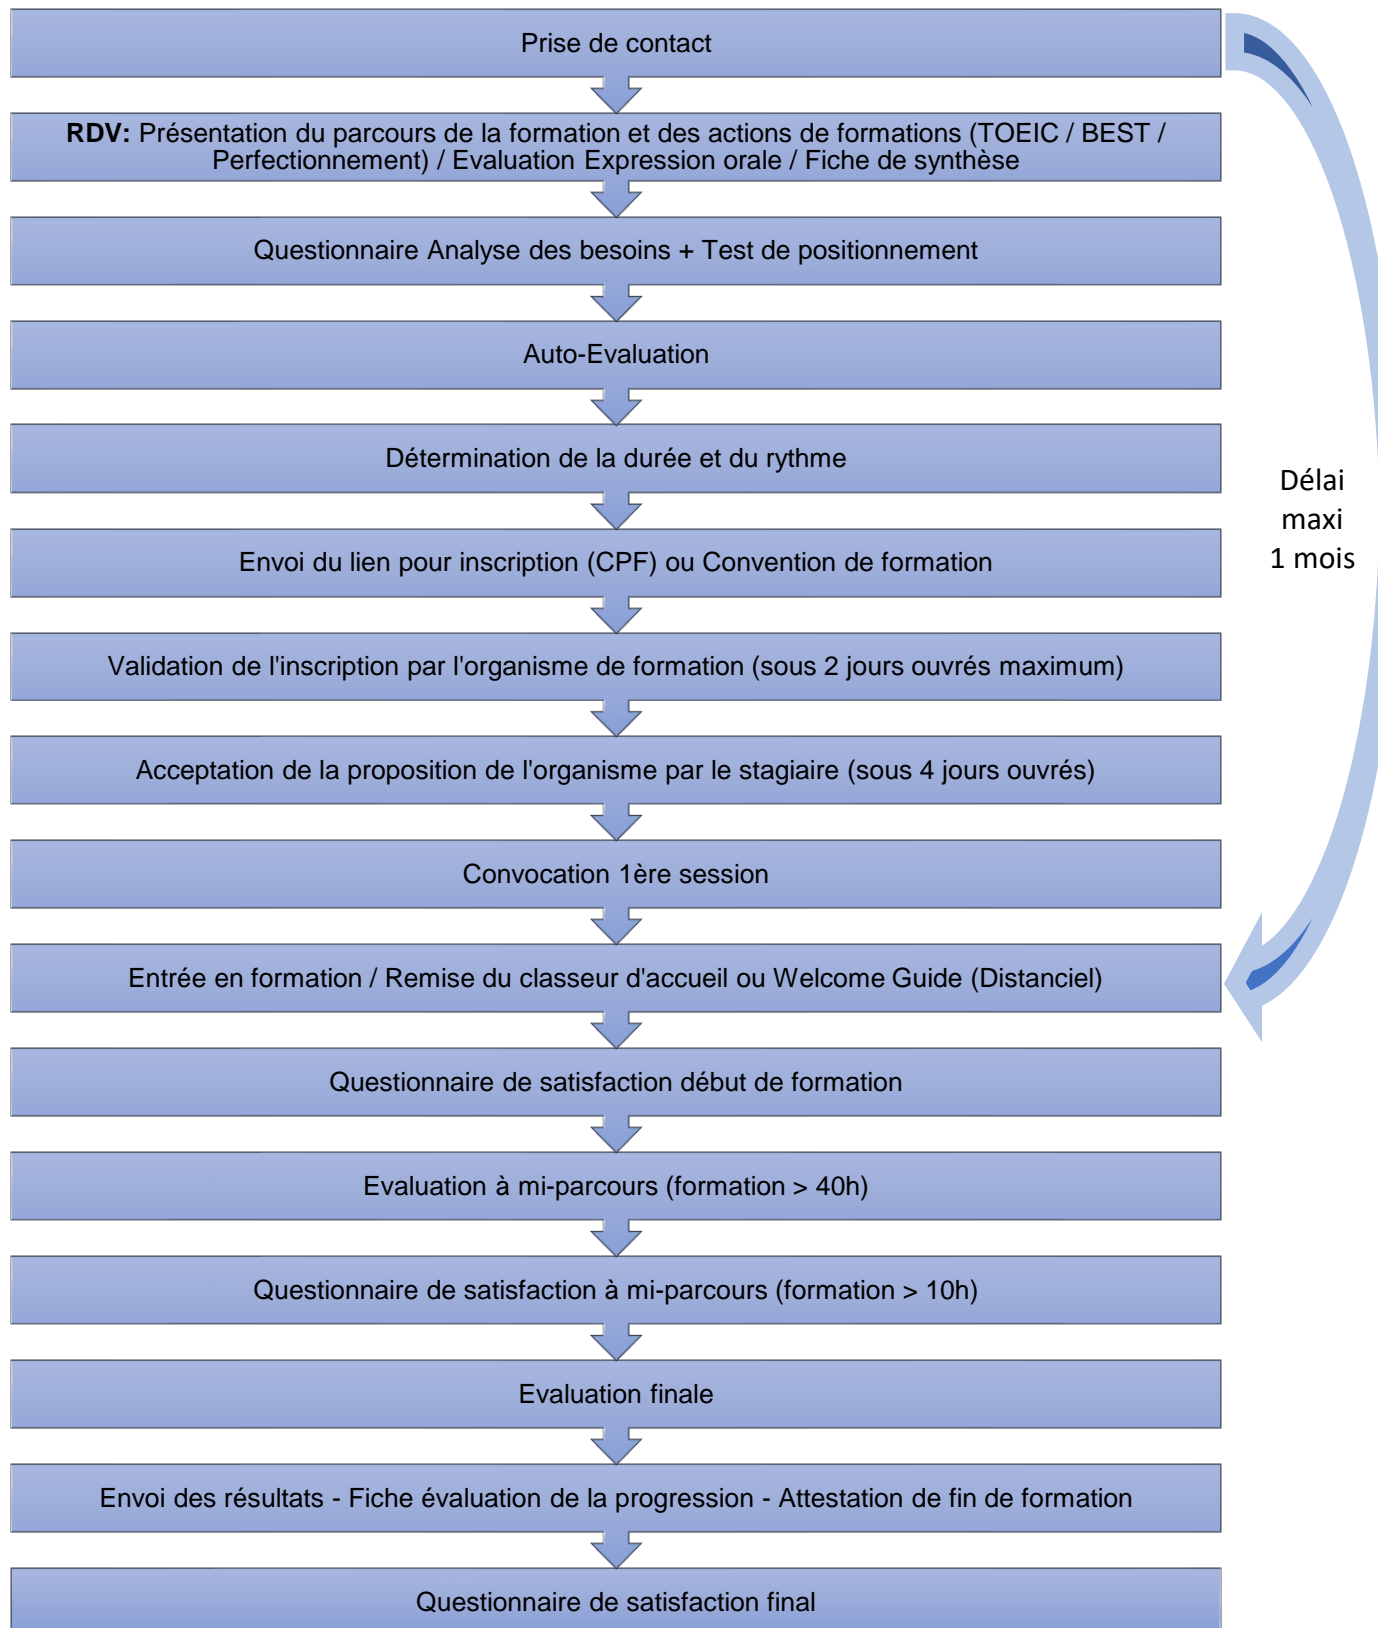 Prise de contact
RDV: Présentation du parcours de la formation et des actions de formations (TOEIC / BEST /
Perfectionnement) / Evaluation Expression orale / Fiche de synthèse
Questionnaire Analyse des besoins + Test de positionnement
Auto-Evaluation
Détermination de la durée et du rythme
Envoi du lien pour inscription (CPF) ou Convention de formation
Validation de l'inscription par l'organisme de formation (sous 2 jours ouvrés maximum)
Acceptation de la proposition de l'organisme par le stagiaire (sous 4 jours ouvrés)
Convocation 1ère session
Entrée en formation / Remise du classeur d'accueil ou Welcome Guide (Distanciel)
Questionnaire de satisfaction début de formation
Evaluation à mi-parcours (formation > 40h)
Questionnaire de satisfaction à mi-parcours (formation > 10h)
Evaluation finale
Envoi des résultats - Fiche évaluation de la progression - Attestation de fin de formation
Questionnaire de satisfaction final
Délai
maxi
1 mois